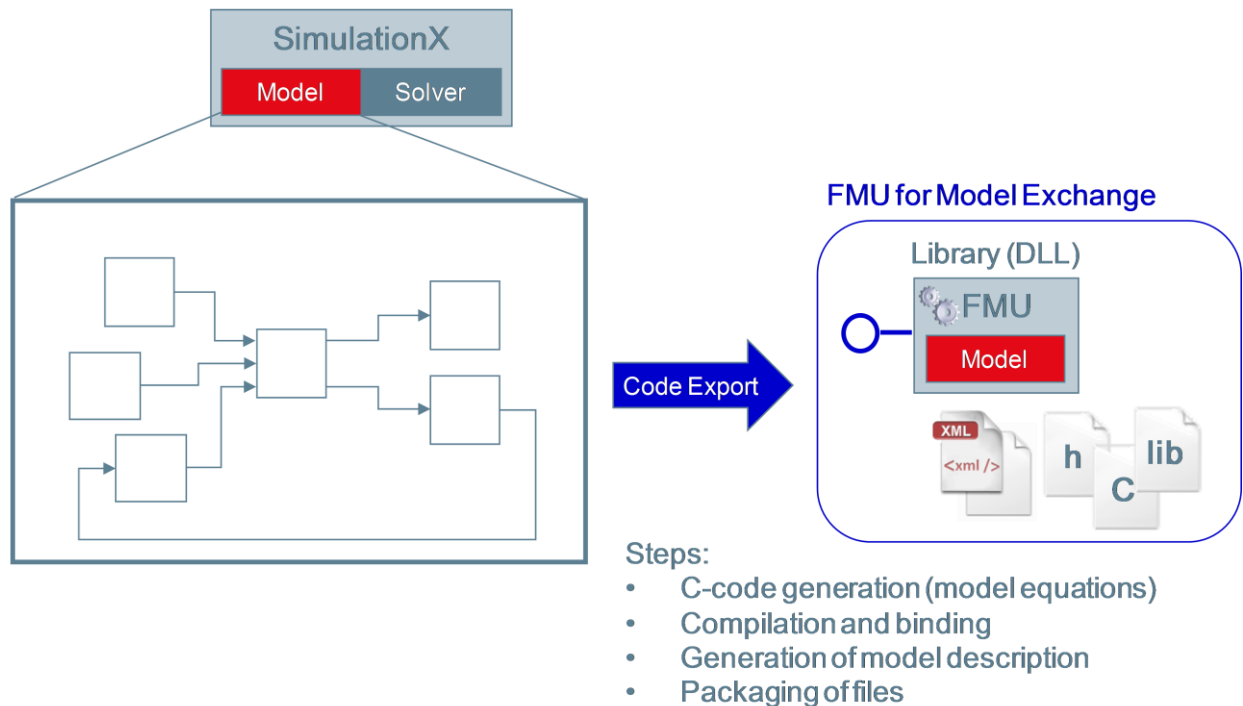 SimulationX
Model
Solver
FMU for Model Exchange
Library (DLL)
FMU
Model
Code Export
XML
<xml />
h
C
lib
Steps:
• C-code generation (model equations)
• Compilation and binding
• Generation of model description
• Packaging of files